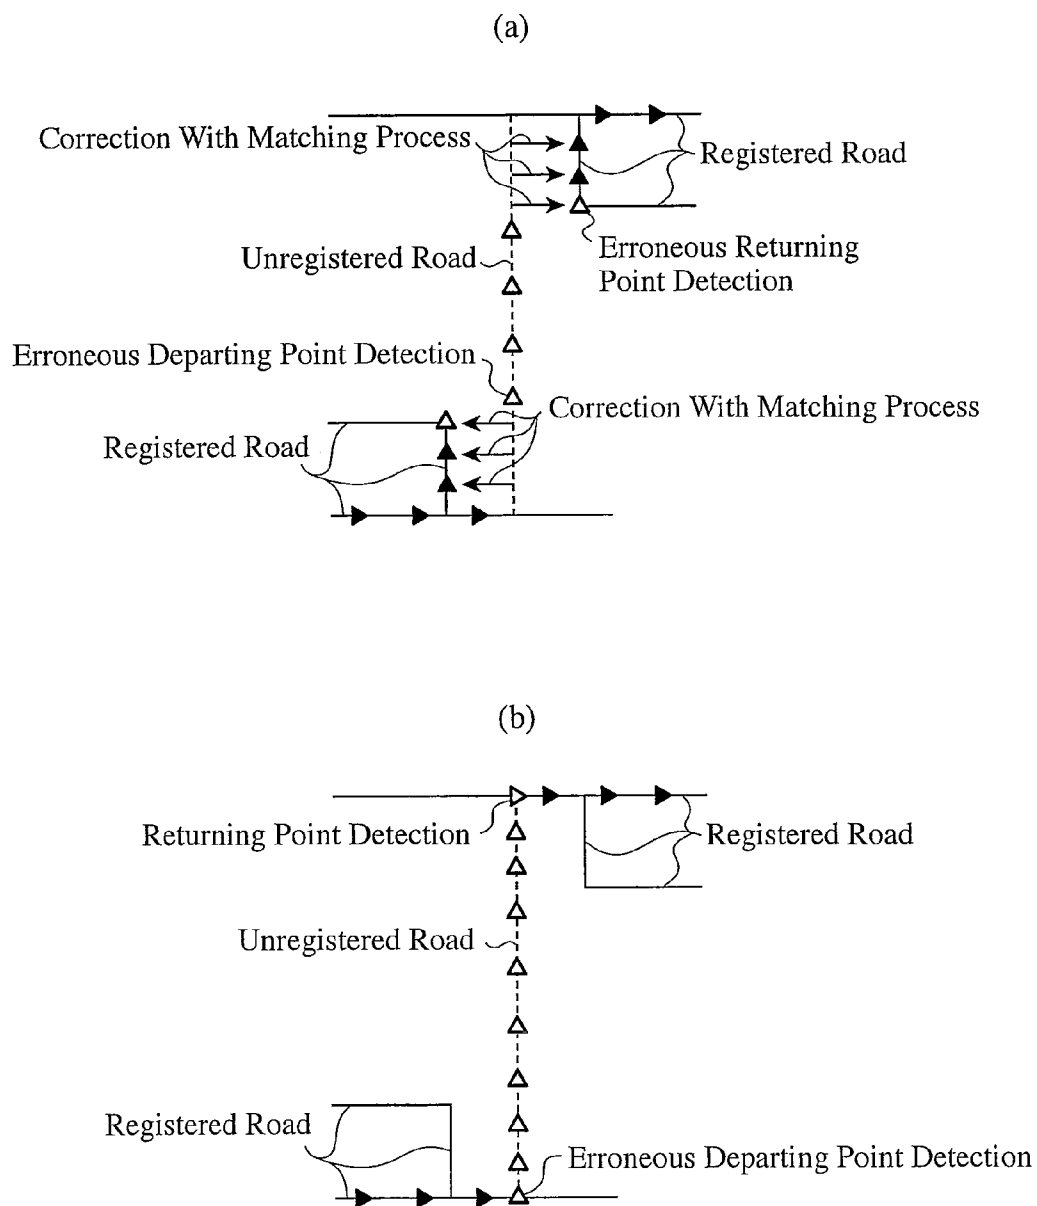 (a)
Correction With Matching Process
Registered Road
Erroneous Returning
Point Detection
Unregistered Road
Erroneous Departing Point Detection
Correction With Matching Process
Registered Road
(b)
Returning Point Detection
Registered Road
Unregistered Road
Registered Road
Erroneous Departing Point Detection